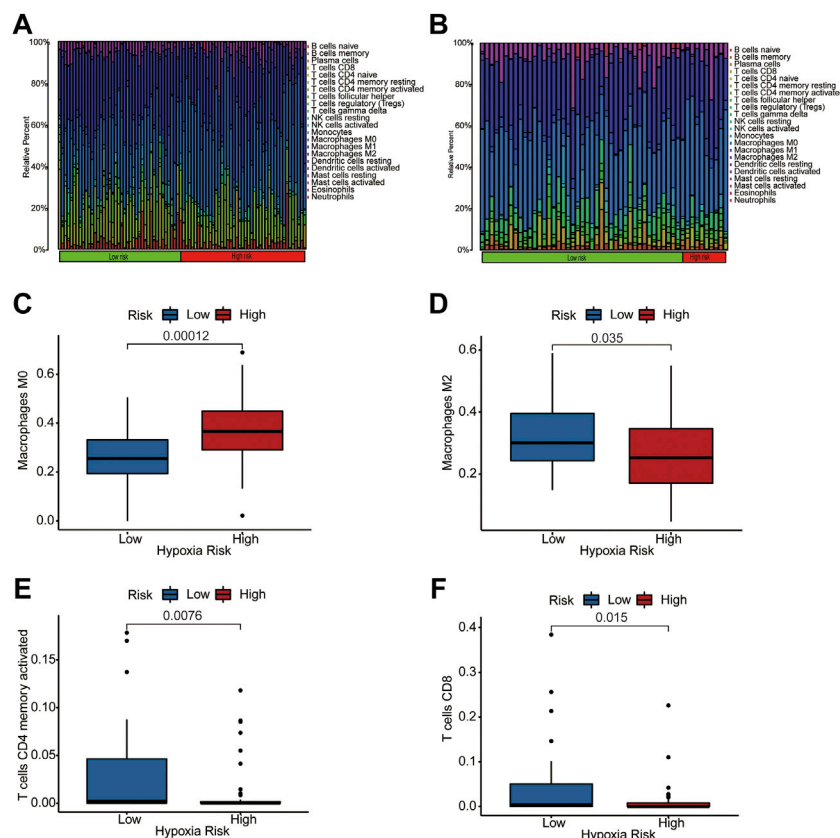 A
100%
80%
60%
40%
20%
0%
Relative Percent
Low risk
High risk
B cells naive
B cells memory
Plasma cells
T cells CD8
T cells CD4 naive
T cells CD4 memory resting
T cells CD4 memory activated
T cells follicular helper
T cells regulatory (Tregs)
T cells gamma delta
NK cells resting
NK cells activated
Monocytes
Macrophages M0
Macrophages M1
Macrophages M2
Dendritic cells resting
Dendritic cells activated
Mast cells resting
Mast cells activated
Eosinophils
Neutrophils
B
100%
80%
60%
40%
20%
0%
Relative Percent
Low risk
High risk
B cells naive
B cells memory
Plasma cells
T cells CD8
T cells CD4 naive
T cells CD4 memory resting
T cells CD4 memory activated
T cells follicular helper
T cells regulatory (Tregs)
T cells gamma delta
NK cells resting
NK cells activated
Monocytes
Macrophages M0
Macrophages M1
Macrophages M2
Dendritic cells resting
Dendritic cells activated
Mast cells resting
Mast cells activated
Eosinophils
Neutrophils
C
Risk Low High
0.00012
Macrophages M0
0.6
0.4
0.2
0.0
Low High
Hypoxia Risk
D
Risk Low High
0.035
Macrophages M2
0.6
0.4
0.2
Low High
Hypoxia Risk
E
Risk Low High
0.0076
T cells CD4 memory activated
0.15
0.10
0.05
0.00
Low High
Hypoxia Risk
F
Risk Low High
0.015
T cells CD8
0.4
0.3
0.2
0.1
0.0
Low High
Hypoxia Risk